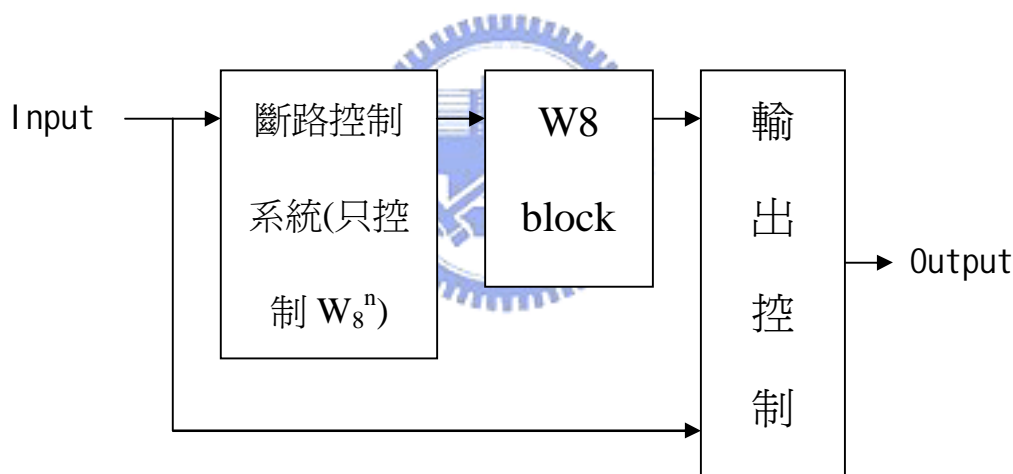 Input
斷路控制
系統(只控
制 W₈ⁿ)
W8
block
輸
出
控
制
Output